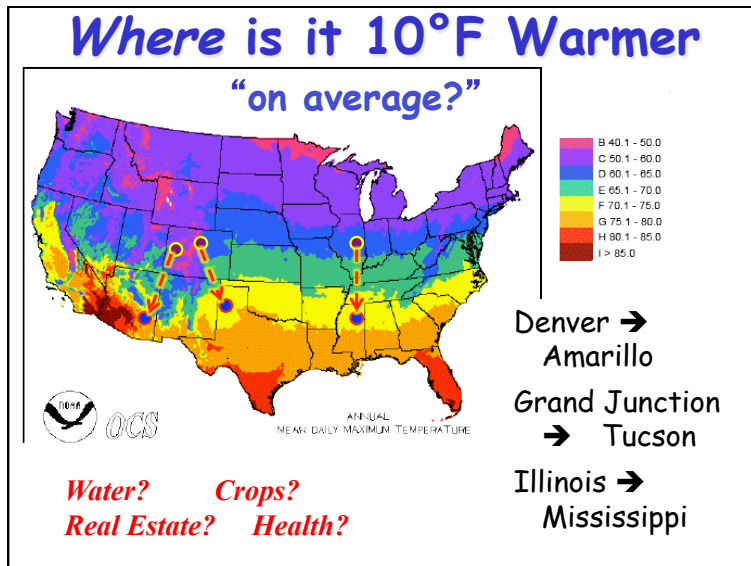 Where is it 10°F Warmer
“on average?”
B 40.1 - 50.0
C 50.1 - 60.0
D 60.1 - 65.0
E 65.1 - 70.0
F 70.1 - 75.0
G 75.1 - 80.0
H 80.1 - 85.0
I > 85.0
NOAA
OCS
ANNUAL
MEAN DAILY MAXIMUM TEMPERATURE
Denver ➔
Amarillo
Grand Junction
➔ Tucson
Illinois ➔
Mississippi
Water? Crops?
Real Estate? Health?